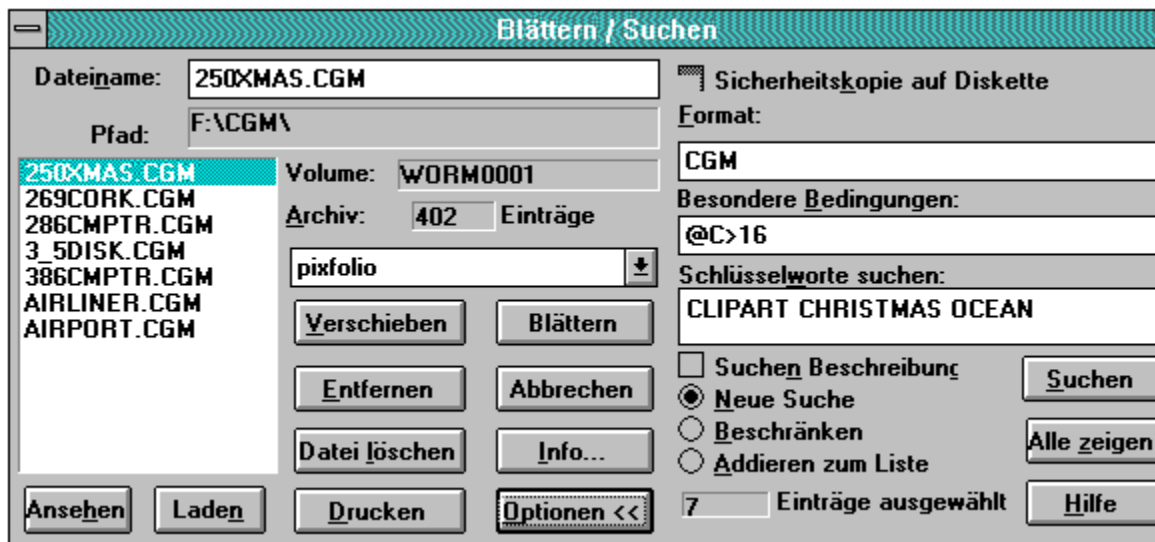 Blättern / Suchen
Dateiname: 250XMAS.CGM
Pfad: F:\CGM\
250XMAS.CGM
269CORK.CGM
286CMPTR.CGM
3_5DISK.CGM
386CMPTR.CGM
AIRLINER.CGM
AIRPORT.CGM
Volume: WORM0001
Archiv: 402 Einträge
pixfolio
Verschieben Blättern
Entfernen Abbrechen
Datei löschen Info...
Ansehen Laden Drucken Optionen <<
Sicherheitskopie auf Diskette
Format:
CGM
Besondere Bedingungen:
@C>16
Schlüsselworte suchen:
CLIPART CHRISTMAS OCEAN
Suchen Beschreibung
Neue Suche
Beschränken
Addieren zum Liste
7 Einträge ausgewählt
Suchen
Alle zeigen
Hilfe